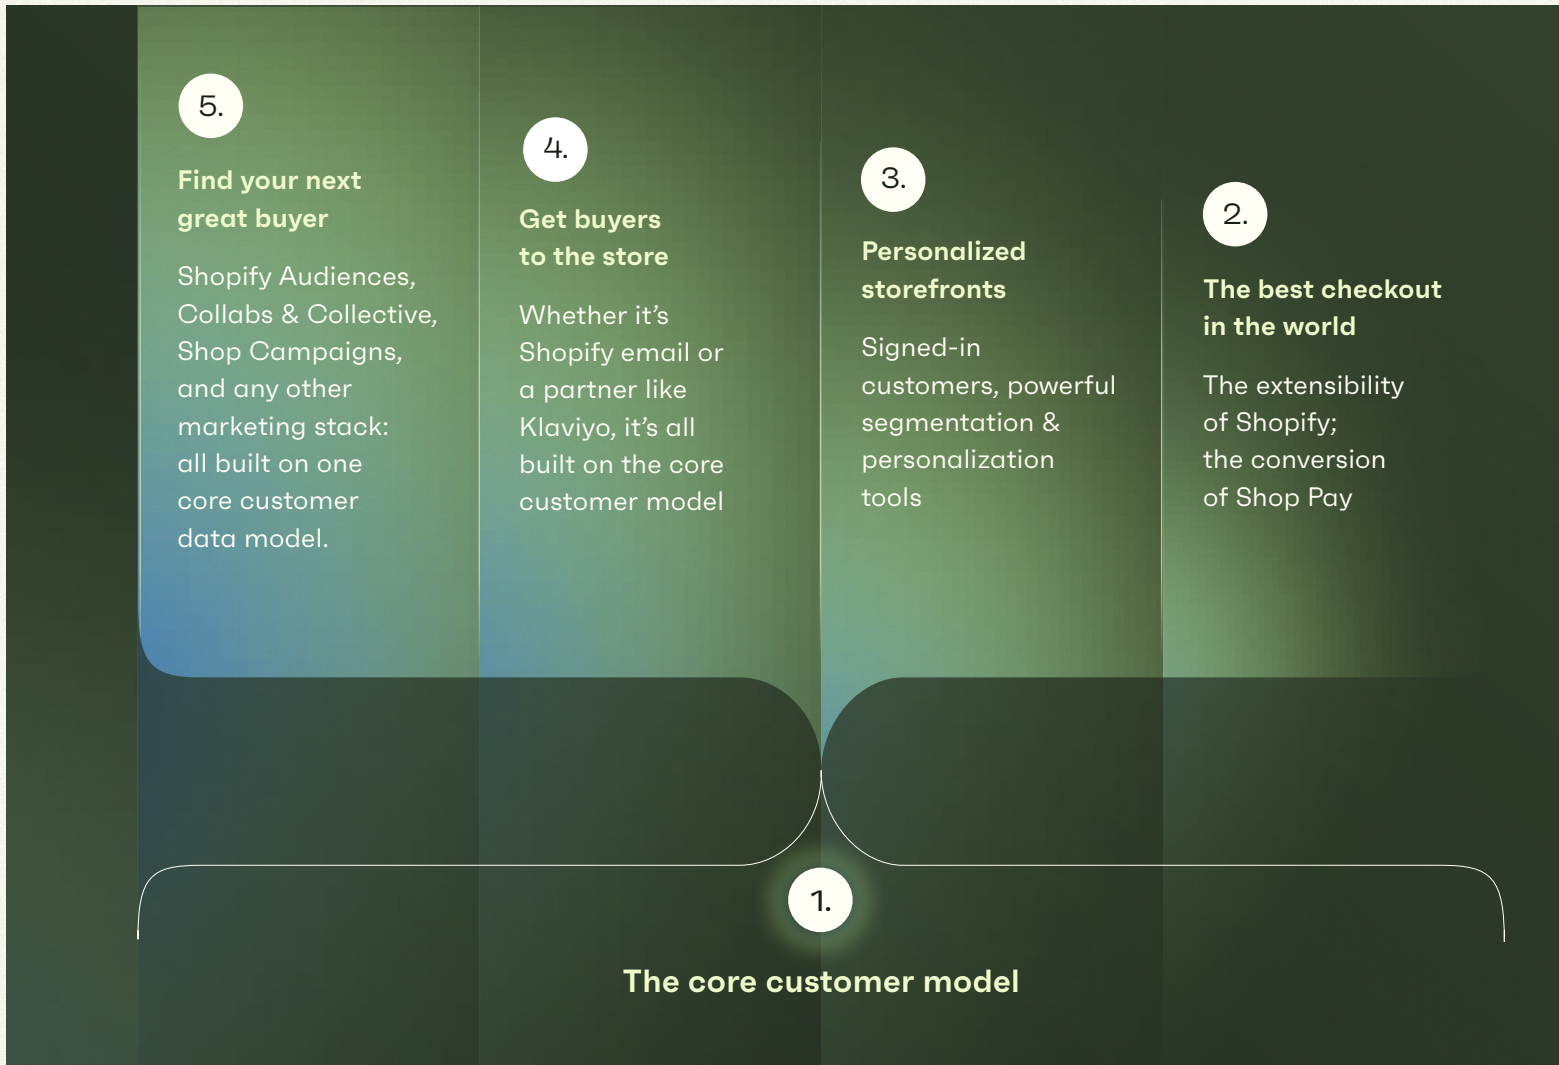 5.
Find your next
great buyer
Shopify Audiences,
Collabs & Collective,
Shop Campaigns,
and any other
marketing stack:
all built on one
core customer
data model.
4.
Get buyers
to the store
Whether it’s
Shopify email or
a partner like
Klaviyo, it’s all
built on the core
customer model
3.
Personalized
storefronts
Signed-in
customers, powerful
segmentation &
personalization
tools
2.
The best checkout
in the world
The extensibility
of Shopify;
the conversion
of Shop Pay
1.
The core customer model